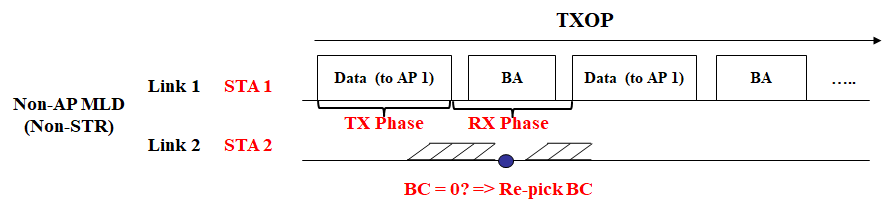 TXOP
Data (to AP 1)
BA
Data (to AP 1)
BA
…..
Link 1
STA 1
Non-AP MLD
(Non-STR)
TX Phase
RX Phase
Link 2
STA 2
BC = 0? => Re-pick BC